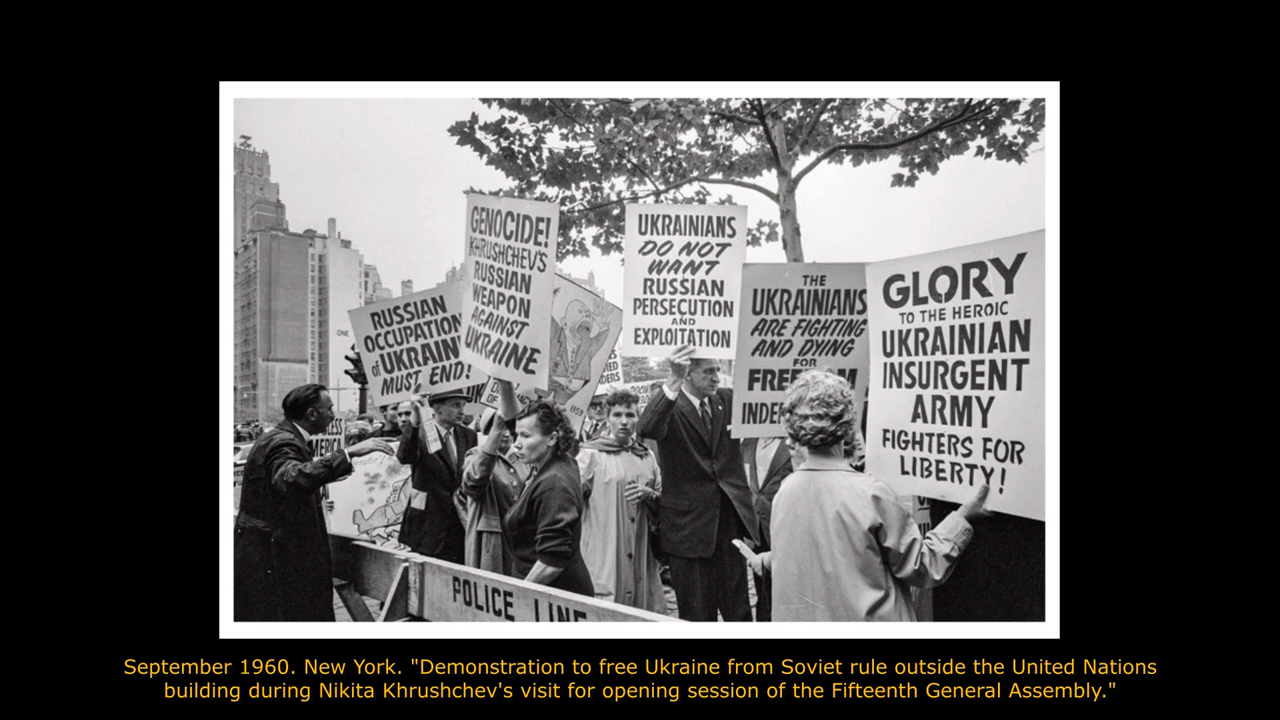 GENOCIDE!
KHRUSHCHEV'S
RUSSIAN
WEAPON
AGAINST
UKRAINE
UKRAINIANS
DO NOT
WANT
RUSSIAN
PERSECUTION
AND
EXPLOITATION
RUSSIAN
OCCUPATION
of UKRAINE
MUST END!
THE
UKRAINIANS
ARE FIGHTING
AND DYING
FOR
GLORY
TO THE HEROIC
UKRAINIAN
INSURGENT
ARMY
FIGHTERS FOR
LIBERTY!
ONE
1953
POLICE LINE
September 1960. New York. "Demonstration to free Ukraine from Soviet rule outside the United Nations
building during Nikita Khrushchev's visit for opening session of the Fifteenth General Assembly."